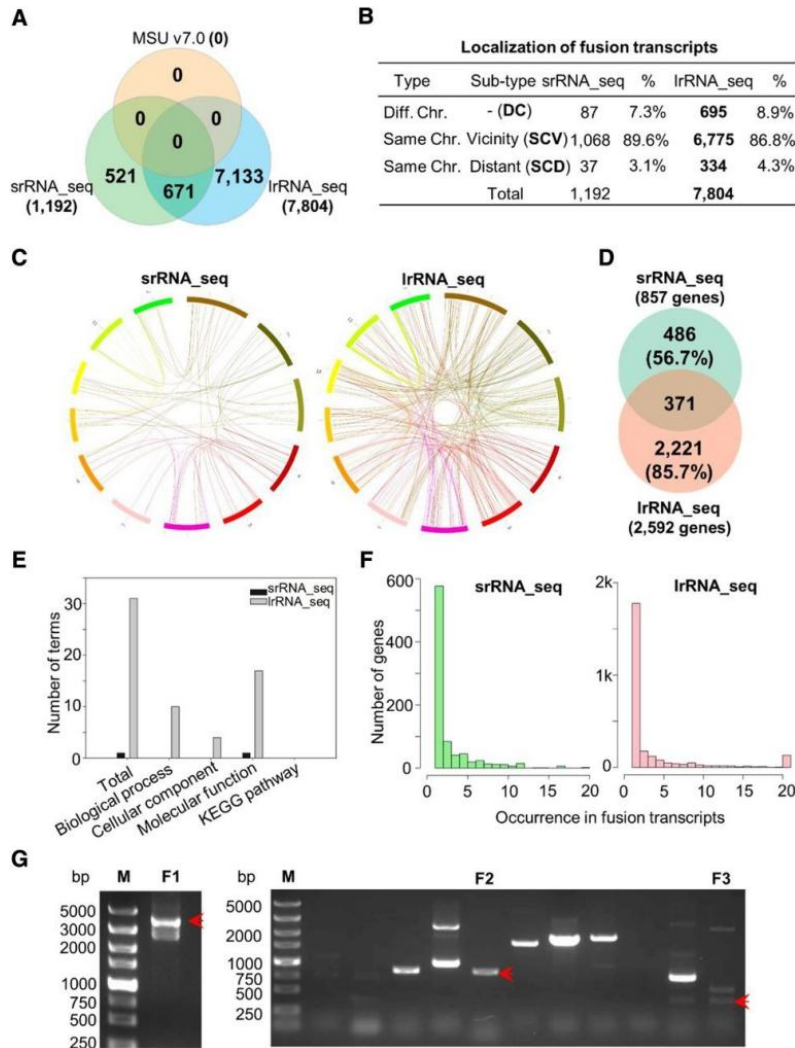 A
MSU v7.0 (0)
0
0 0
0
521 671 7,133
srRNA_seq
(1,192)
lrRNA_seq
(7,804)
B
Localization of fusion transcripts
Type Sub-type srRNA_seq % lrRNA_seq %
Diff. Chr. - (DC) 87 7.3% 695 8.9%
Same Chr. Vicinity (SCV) 1,068 89.6% 6,775 86.8%
Same Chr. Distant (SCD) 37 3.1% 334 4.3%
Total 1,192 7,804
C
srRNA_seq
lrRNA_seq
D
srRNA_seq
(857 genes)
486
(56.7%)
371
2,221
(85.7%)
lrRNA_seq
(2,592 genes)
E
srRNA_seq
lrRNA_seq
Number of terms
30
20
10
0
Total
Biological process
Cellular component
Molecular function
KEGG pathway
F
srRNA_seq
Number of genes
600
400
200
0
0 5 10 15 20
lrRNA_seq
2k
1k
0
0 5 10 15 20
Occurrence in fusion transcripts
G
bp M F1
5000
3000
2000
1000
750
500
250
bp M F2 F3
5000
2000
1000
750
500
250